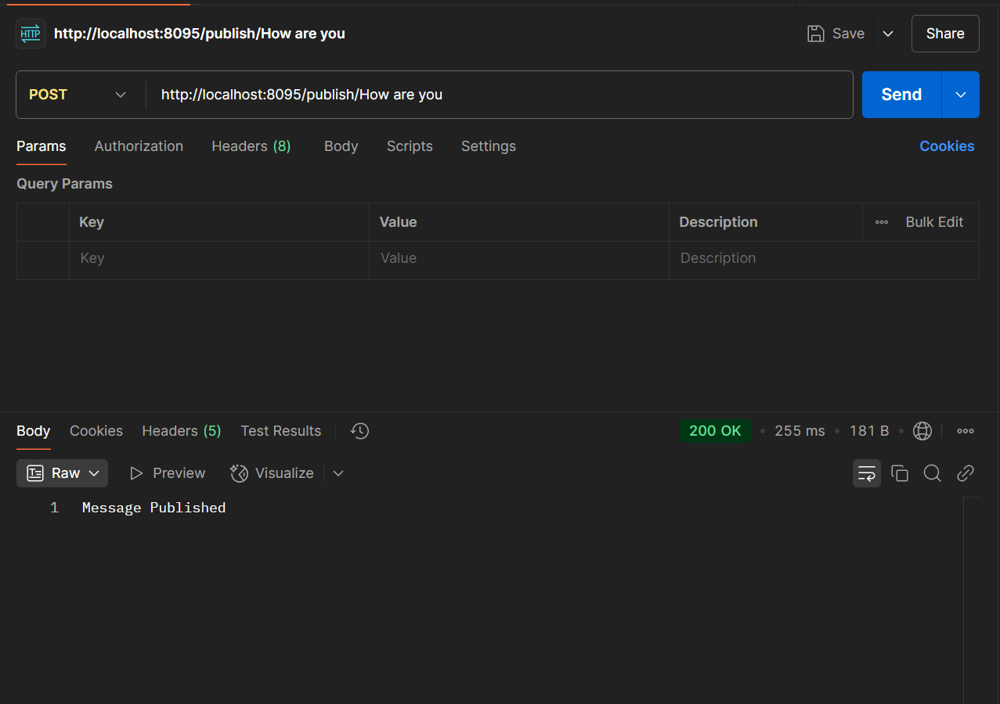 HTTP http://localhost:8095/publish/How are you Save Share
POST http://localhost:8095/publish/How are you Send
Params Authorization Headers (8) Body Scripts Settings Cookies
Query Params
Key Value Description Bulk Edit
Key Value Description
Body Cookies Headers (5) Test Results 200 OK 255 ms 181 B
Raw Preview Visualize
1 Message Published